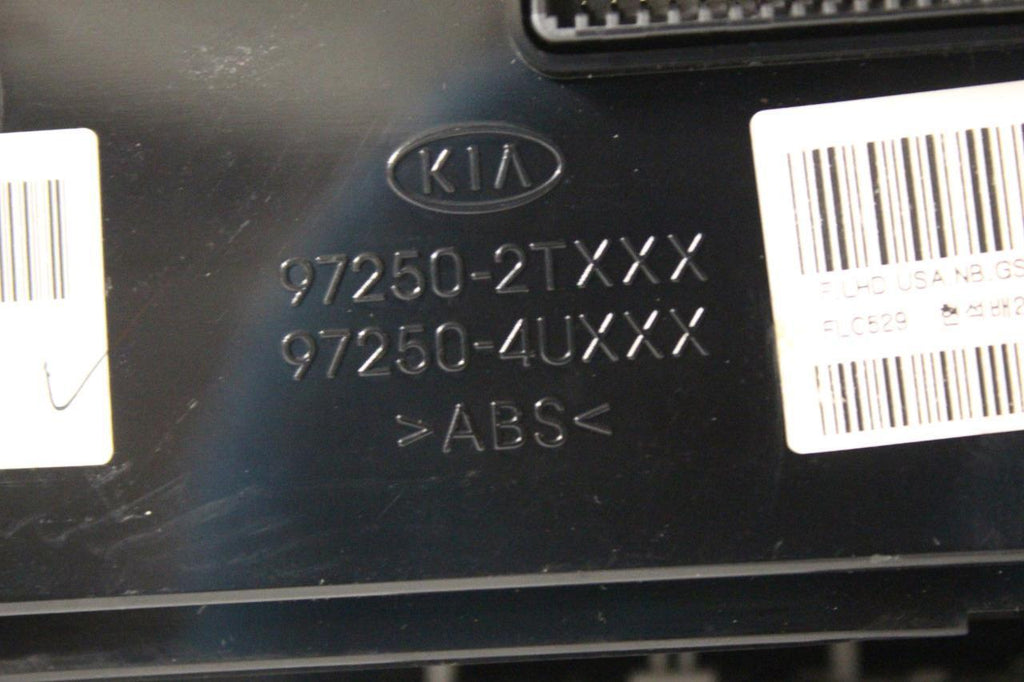 KIA
97250-2TXXX
97250-4UXXX
>ABS<
F/LHD USA NB.GS
FLC529